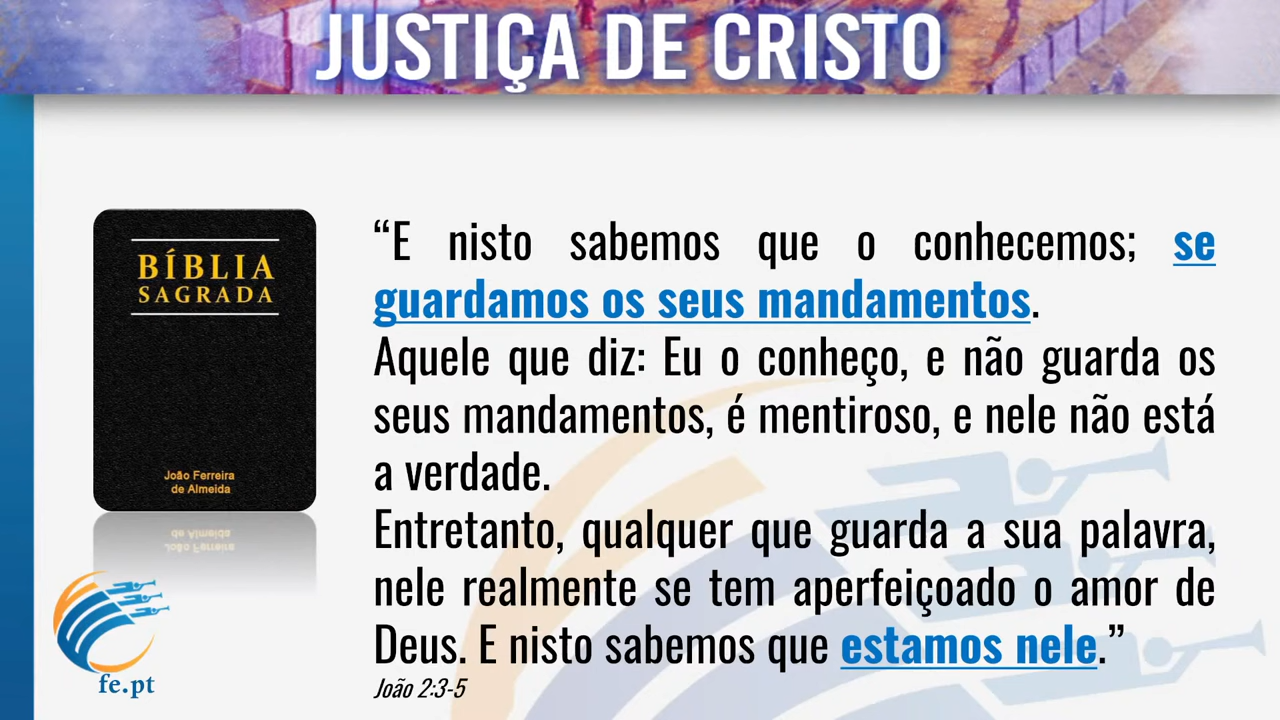 JUSTIÇA DE CRISTO
BÍBLIA
SAGRADA
João Ferreira
de Almeida
“E nisto sabemos que o conhecemos; se
guardamos os seus mandamentos.
Aquele que diz: Eu o conheço, e não guarda os
seus mandamentos, é mentiroso, e nele não está
a verdade.
Entretanto, qualquer que guarda a sua palavra,
nele realmente se tem aperfeiçoado o amor de
Deus. E nisto sabemos que estamos nele.”
João 2:3-5
fe.pt